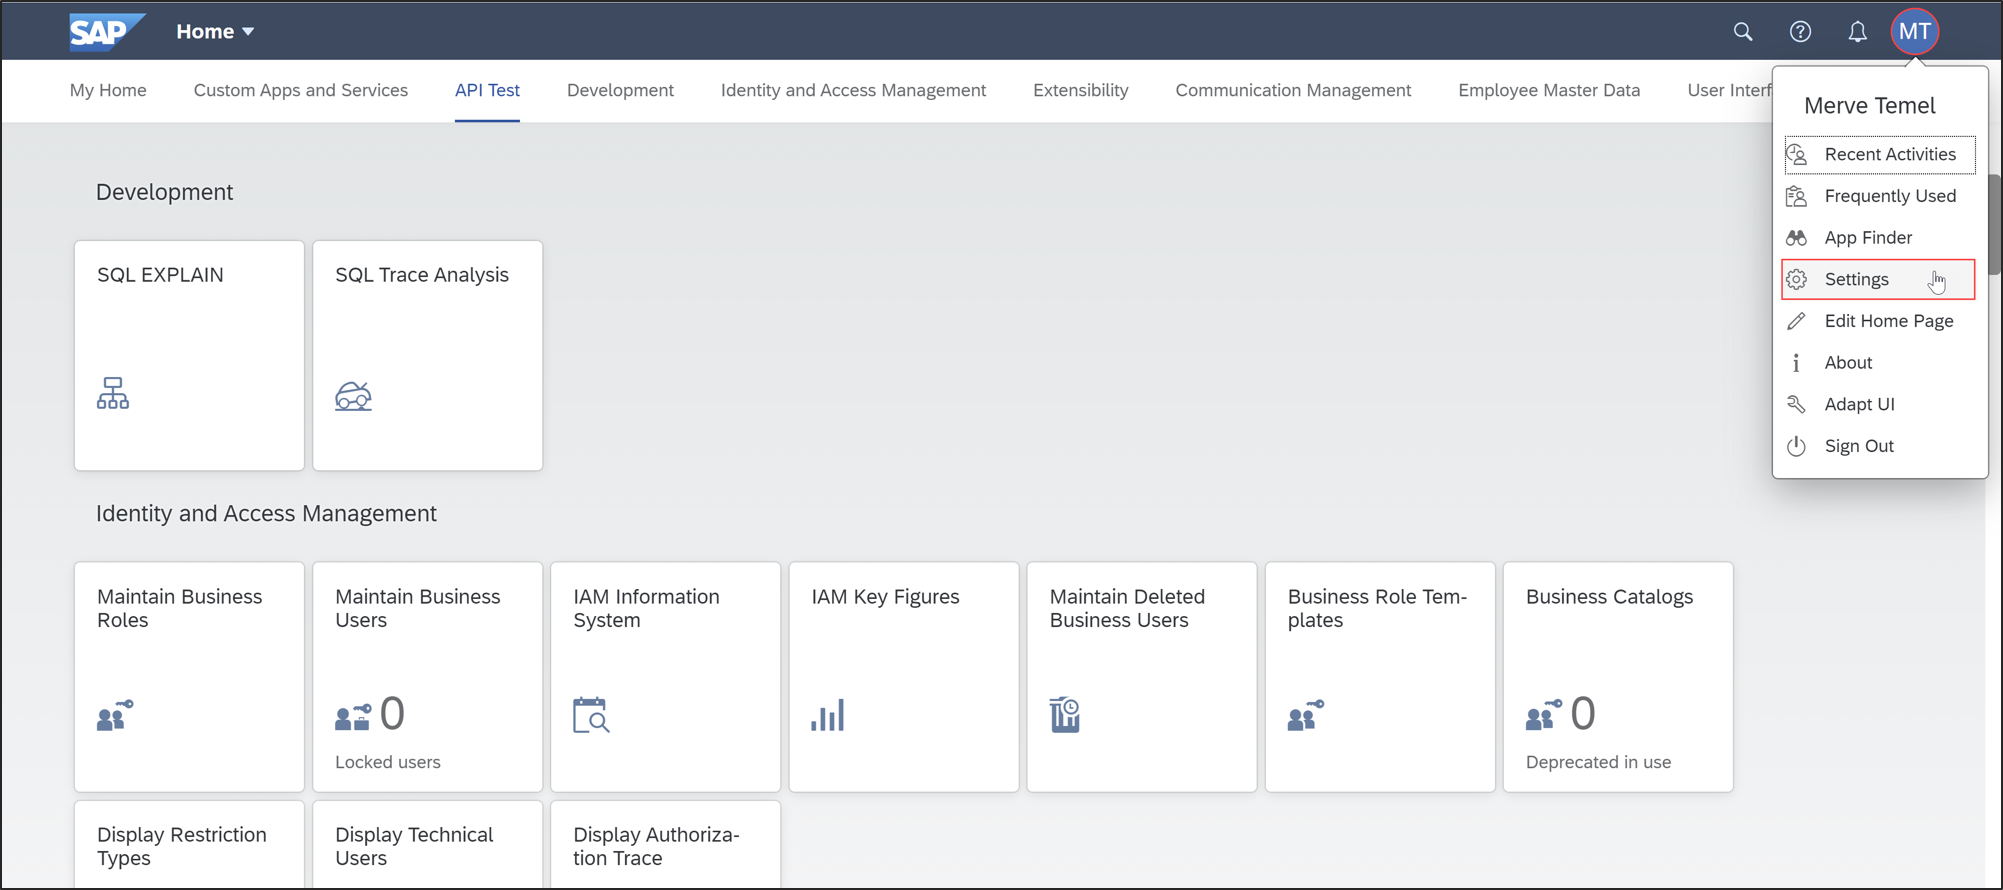 SAP
Home
MT
My Home
Custom Apps and Services
API Test
Development
Identity and Access Management
Extensibility
Communication Management
Employee Master Data
User Interf
Merve Temel
Recent Activities
Frequently Used
App Finder
Settings
Edit Home Page
About
Adapt UI
Sign Out
Development
SQL EXPLAIN
SQL Trace Analysis
Identity and Access Management
Maintain Business
Roles
Maintain Business
Users
0
Locked users
IAM Information
System
IAM Key Figures
Maintain Deleted
Business Users
Business Role Tem-
plates
Business Catalogs
0
Deprecated in use
Display Restriction
Types
Display Technical
Users
Display Authoriza-
tion Trace